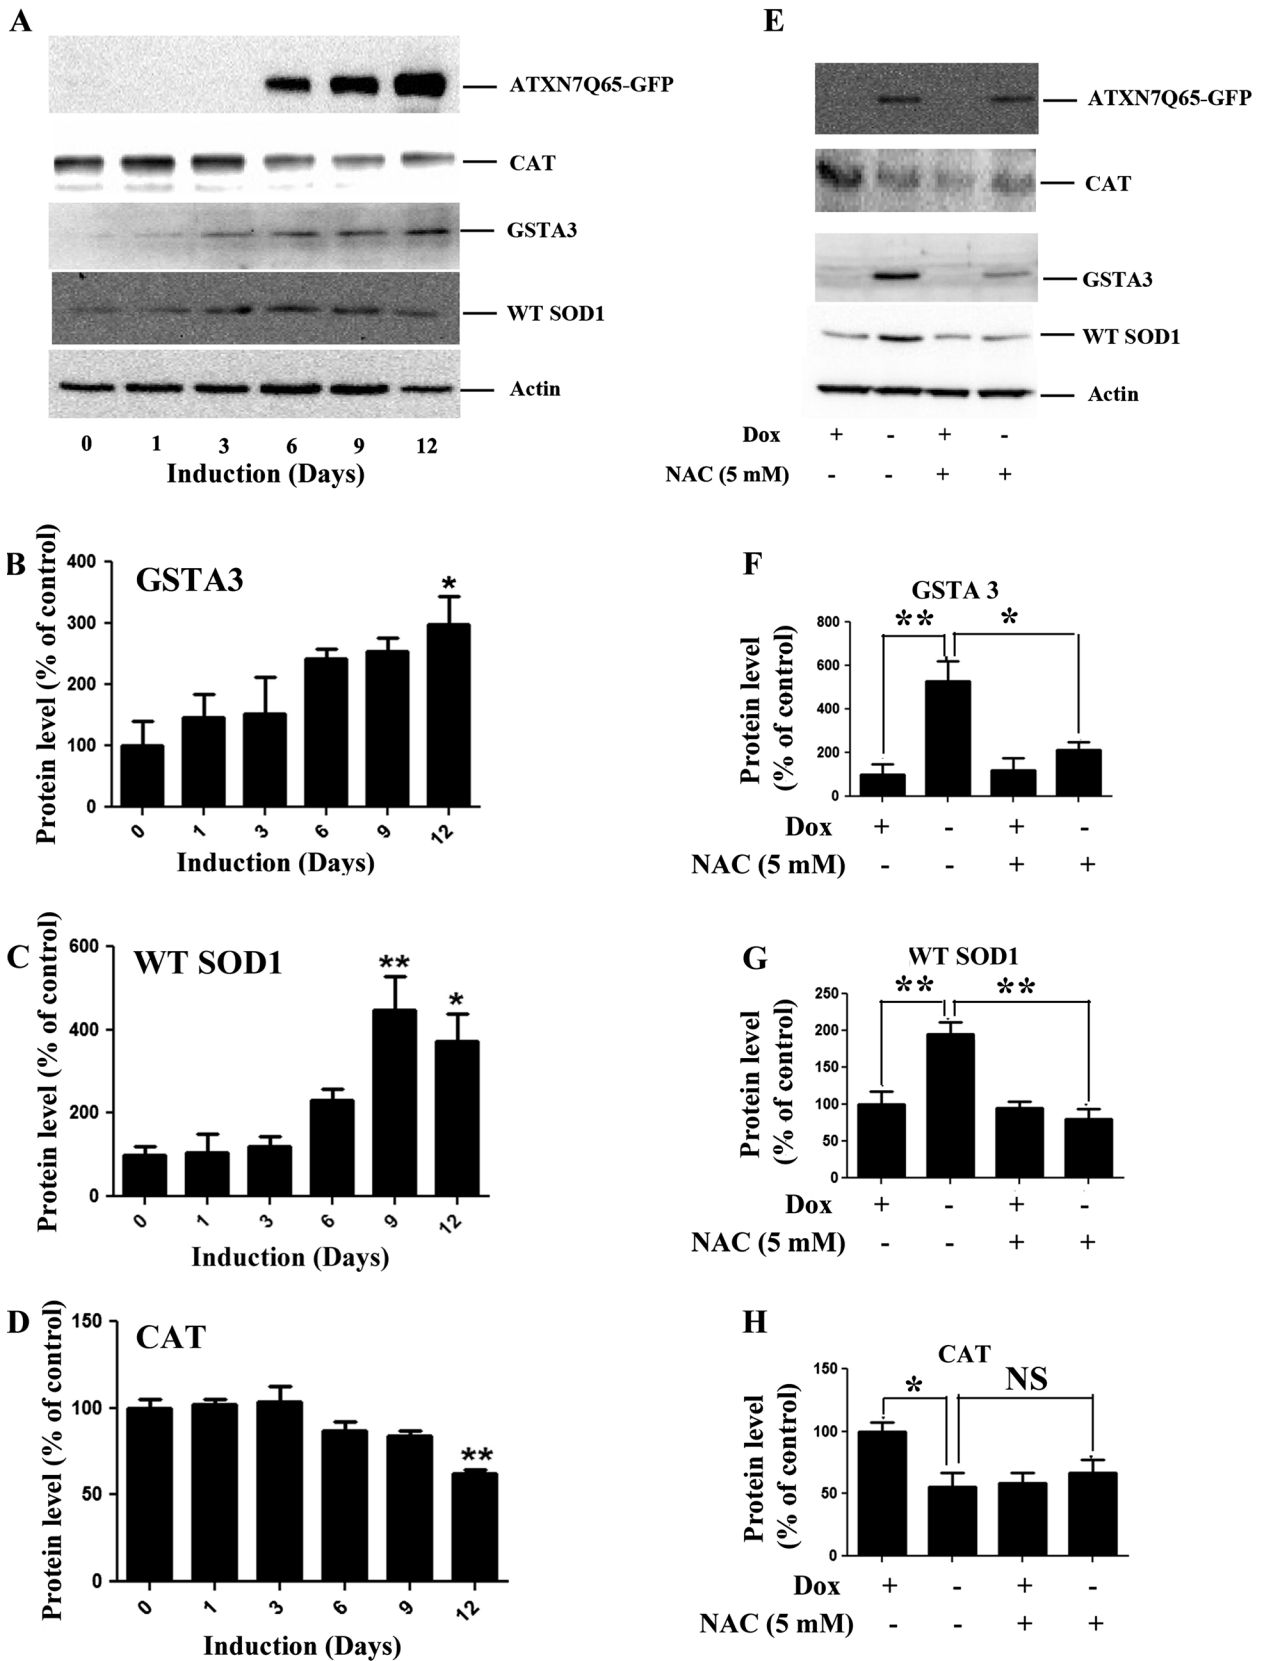 A
ATXN7Q65-GFP
CAT
GSTA3
WT SOD1
Actin
0 1 3 6 9 12
Induction (Days)
E
ATXN7Q65-GFP
CAT
GSTA3
WT SOD1
Actin
Dox + - + -
NAC (5 mM) - - + +
B
GSTA3
Protein level (% of control)
400
300
200
100
0
*
0 1 3 6 9 12
Induction (Days)
F
GSTA 3
Protein level
(% of control)
800
600
400
200
0
** *
Dox + - + -
NAC (5 mM) - - + +
C
WT SOD1
Protein level (% of control)
600
400
200
0
** *
0 1 3 6 9 12
Induction (Days)
G
WT SOD1
Protein level
(% of control)
250
200
150
100
50
0
** **
Dox + - + -
NAC (5 mM) - - + +
D
CAT
Protein level (% of control)
150
100
50
0
**
0 1 3 6 9 12
Induction (Days)
H
CAT
Protein level
(% of control)
150
100
50
0
* NS
Dox + - + -
NAC (5 mM) - - + +